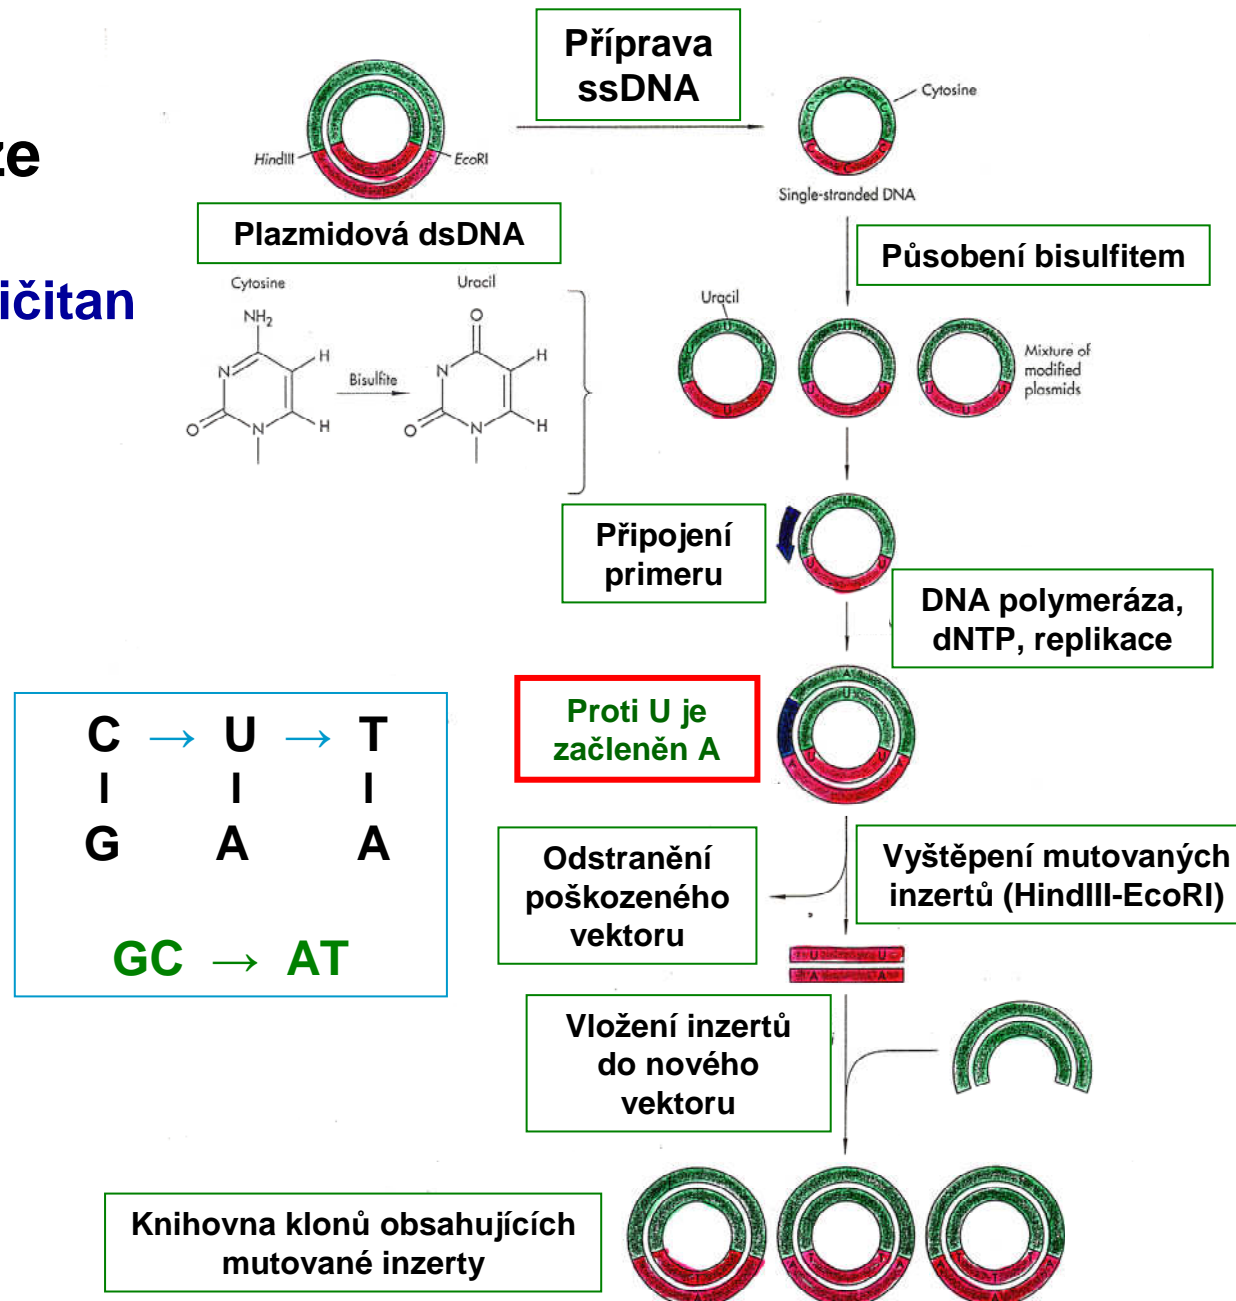 Příprava
ssDNA
Cytosine
ze
HindIII
EcoRI
C C C
C C C
Single-stranded DNA
Plazmidová dsDNA
Působení bisulfitem
ičitan
Cytosine
Uracil
NH2
O
N
H
Bisulfite
N
H
O
N
H
O
N
H
Uracil
U U U
U
U
U U
U U U
Mixture of
modified
plasmids
Připojení
primeru
U
U U
DNA polymeráza,
dNTP, replikace
Proti U je
začleněn A
A
U
U U
A A
C → U → T
I I I
G A A
GC → AT
Odstranění
poškozeného
vektoru
Vyštěpení mutovaných
inzertů (HindIII-EcoRI)
U U
A A
Vložení inzertů
do nového
vektoru
Knihovna klonů obsahujících
mutované inzerty
T
A
T T
A A
T T
T
A A
A